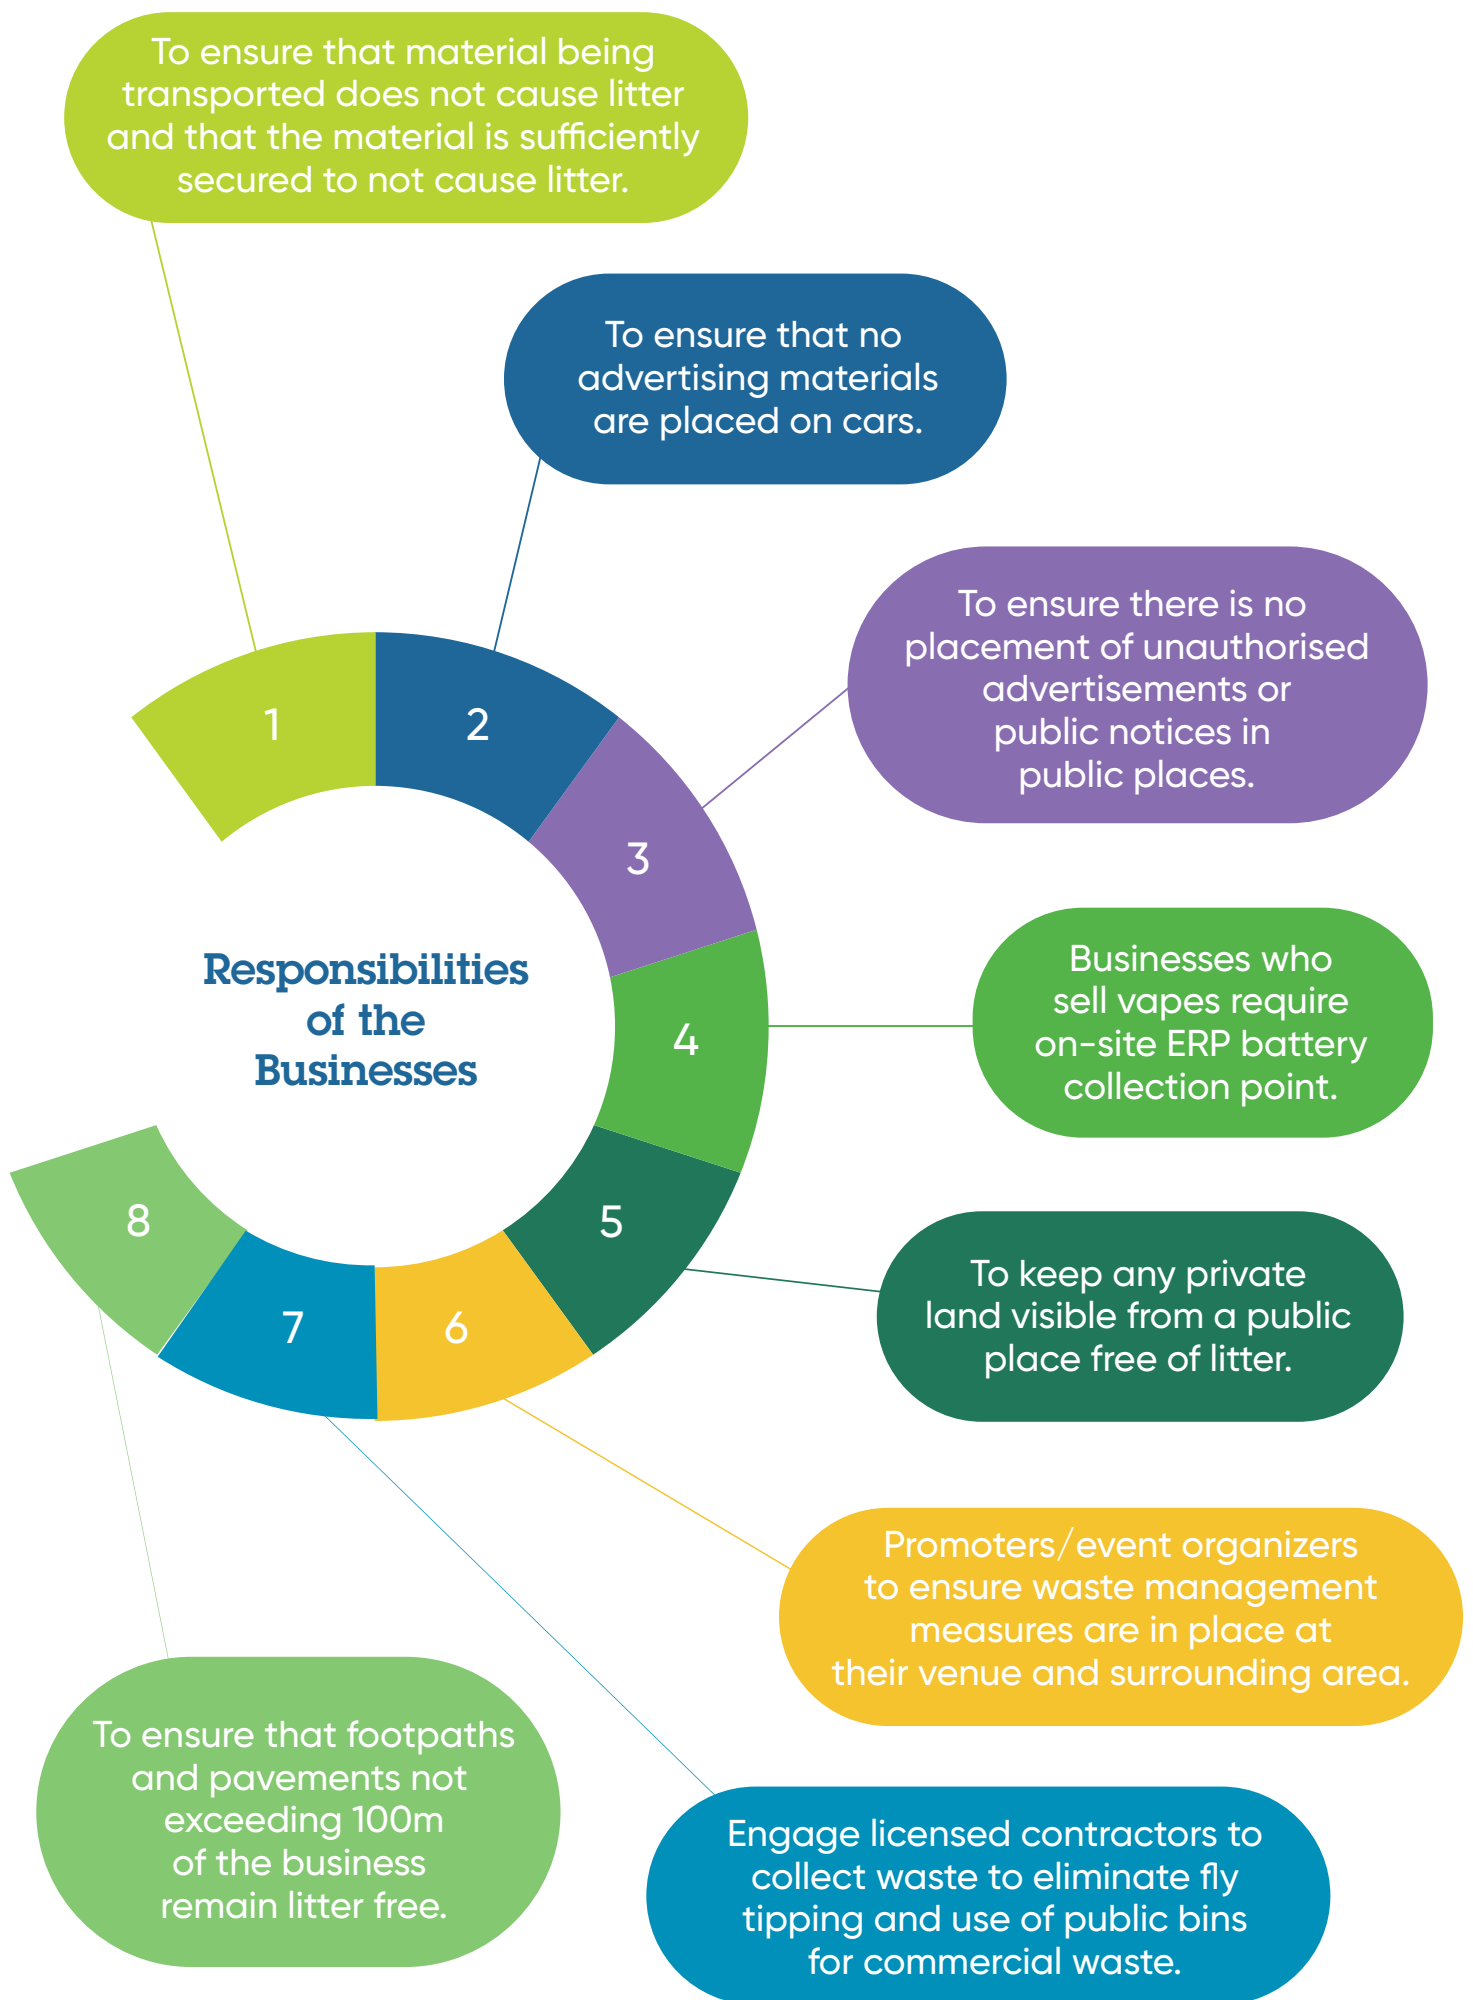 To ensure that material being
transported does not cause litter
and that the material is sufficiently
secured to not cause litter.
To ensure that no
advertising materials
are placed on cars.
To ensure there is no
placement of unauthorised
advertisements or
public notices in
public places.
1
2
3
Responsibilities
of the
Businesses
4
Businesses who
sell vapes require
on-site ERP battery
collection point.
5
To keep any private
land visible from a public
place free of litter.
8
7
6
Promoters/event organizers
to ensure waste management
measures are in place at
their venue and surrounding area.
To ensure that footpaths
and pavements not
exceeding 100m
of the business
remain litter free.
Engage licensed contractors to
collect waste to eliminate fly
tipping and use of public bins
for commercial waste.